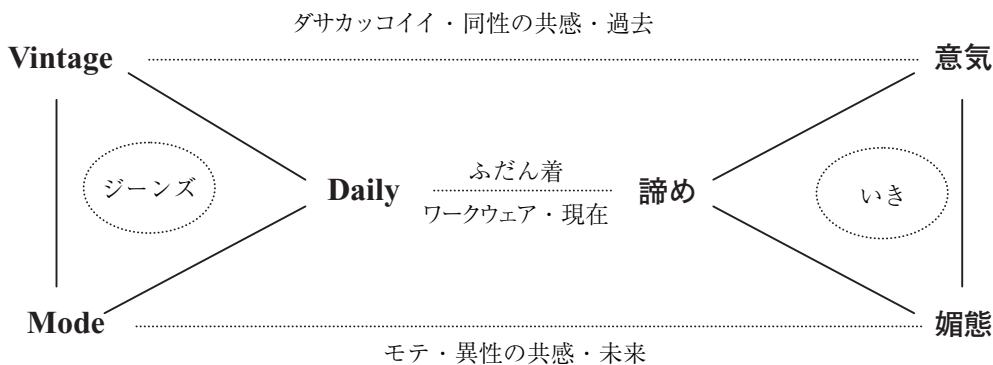 ダサカッコイイ・同性の共感・過去
Vintage
意気
ジーンズ
Daily
ふだん着
ワークウェア・現在
諦め
いき
Mode
媚態
モテ・異性の共感・未来